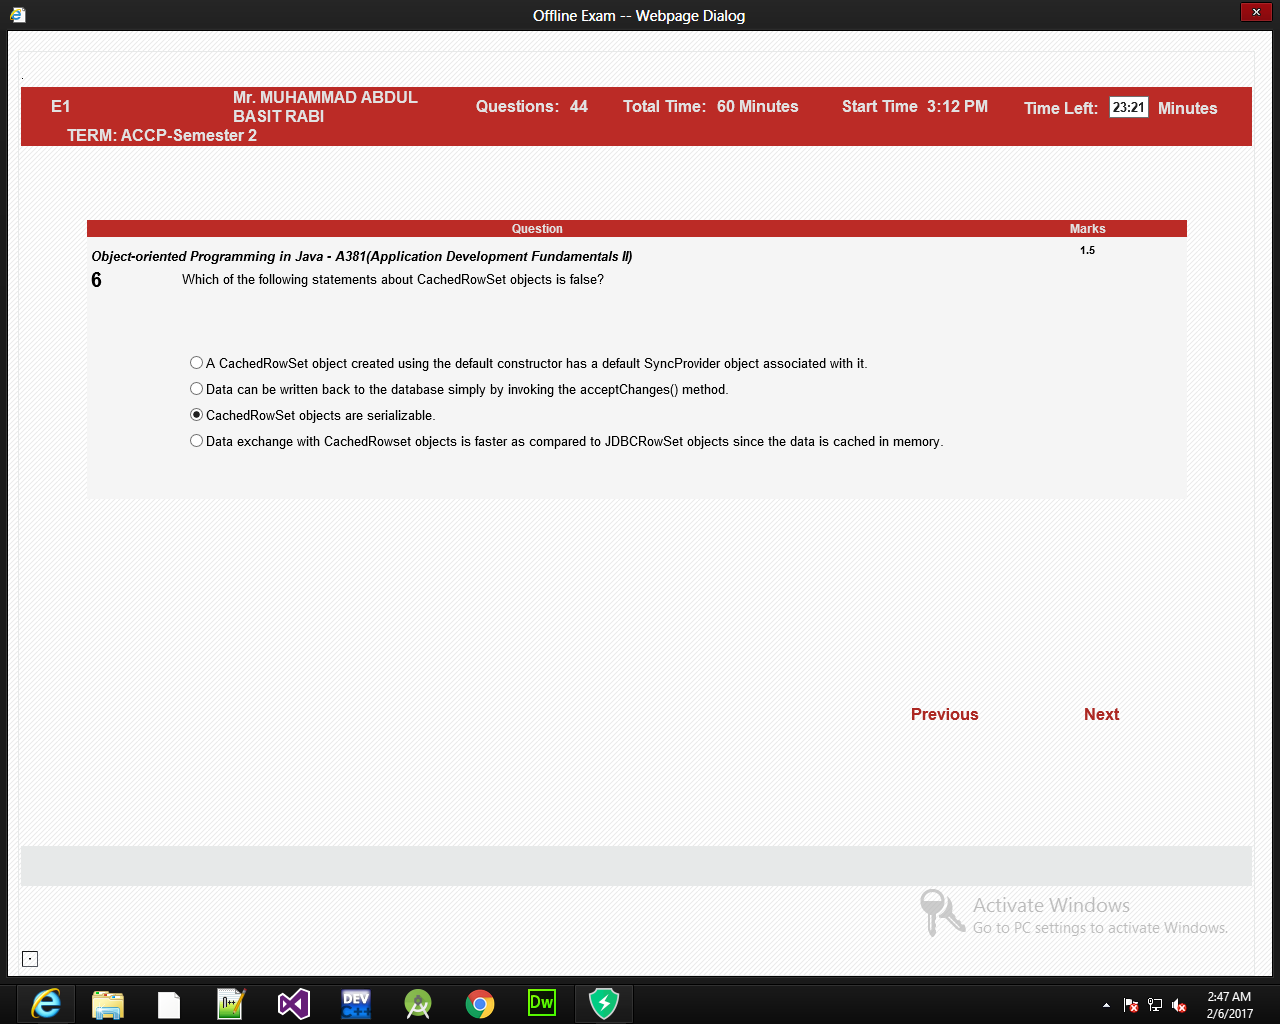 Offline Exam -- Webpage Dialog
E1
Mr. MUHAMMAD ABDUL
BASIT RABI
Questions: 44
Total Time: 60 Minutes
Start Time 3:12 PM
Time Left: 23:21 Minutes
TERM: ACCP-Semester 2
Question
Marks
Object-oriented Programming in Java - A381(Application Development Fundamentals II)
1.5
6
Which of the following statements about CachedRowSet objects is false?
A CachedRowSet object created using the default constructor has a default SyncProvider object associated with it.
Data can be written back to the database simply by invoking the acceptChanges() method.
CachedRowSet objects are serializable.
Data exchange with CachedRowset objects is faster as compared to JDBCRowSet objects since the data is cached in memory.
Previous
Next
Activate Windows
Go to PC settings to activate Windows.
N++
DEV
C++
Dw
2:47 AM
2/6/2017